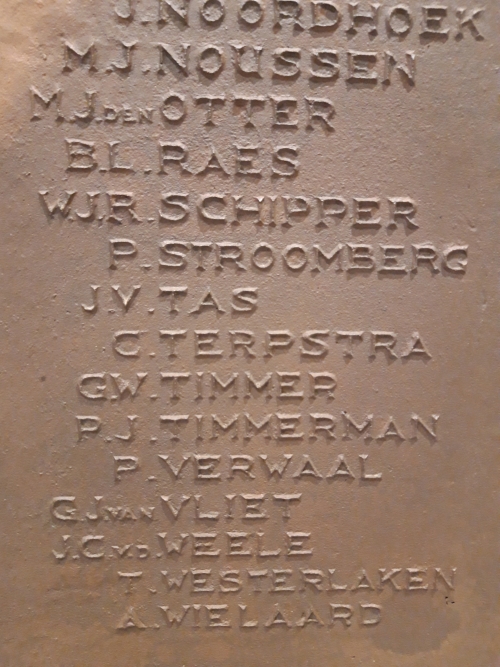 J. NOORDHOEK
M.J. NOUSSEN
M.J. DEN OTTER
B.L. RAES
W.J.R. SCHIPPER
P. STROOMBERG
J.V. TAS
C. TERPSTRA
G.W. TIMMER
P.J. TIMMERMAN
P. VERWAAL
G.J. VAN VLIET
J.C. V.D. WEELE
T. WESTERLAKEN
A. WIELAARD